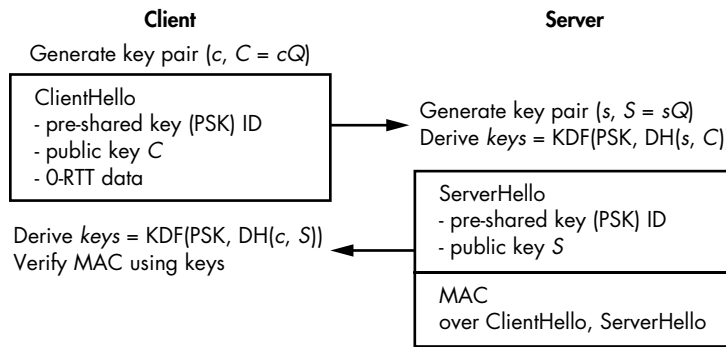 Client
Server
Generate key pair (c, C = cQ)
ClientHello
- pre-shared key (PSK) ID
- public key C
- 0-RTT data
Generate key pair (s, S = sQ)
Derive keys = KDF(PSK, DH(s, C)
ServerHello
- pre-shared key (PSK) ID
- public key S
Derive keys = KDF(PSK, DH(c, S))
Verify MAC using keys
MAC
over ClientHello, ServerHello